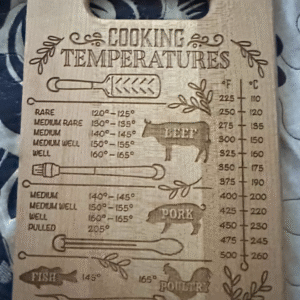 COOKING
TEMPERATURES
°F °C
RARE 120°-125°
MEDIUM RARE 130°-135°
MEDIUM 140°-145°
MEDIUM WELL 150°-155°
WELL 160°-165°
BEEF
MEDIUM 140°-145°
MEDIUM WELL 150°-155°
WELL 160°-165°
PULLED 205°
PORK
FISH 145°
165° POULTRY
225 110
250 120
275 135
300 150
325 160
350 175
375 190
400 205
425 220
450 230
475 245
500 260